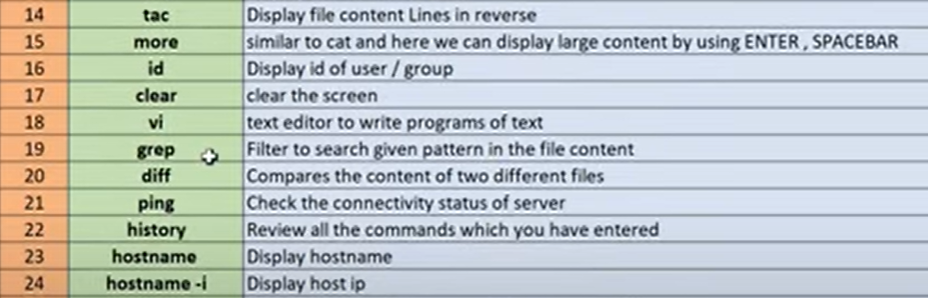 14 tac Display file content Lines in reverse
15 more similar to cat and here we can display large content by using ENTER , SPACEBAR
16 id Display id of user / group
17 clear clear the screen
18 vi text editor to write programs of text
19 grep Filter to search given pattern in the file content
20 diff Compares the content of two different files
21 ping Check the connectivity status of server
22 history Review all the commands which you have entered
23 hostname Display hostname
24 hostname -i Display host ip